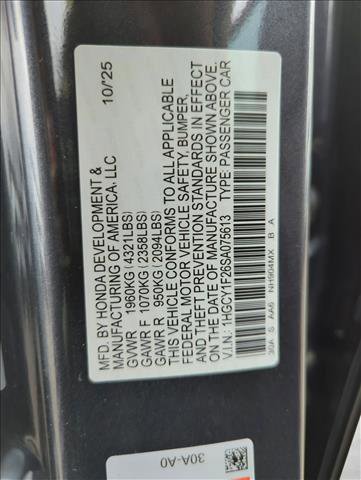 MFD. BY HONDA DEVELOPMENT & 10/'25
MANUFACTURING OF AMERICA, LLC
GVWR 1960KG (4321LBS)
GAWR F 1070KG (2358LBS)
GAWR R 950KG (2094LBS)
THIS VEHICLE CONFORMS TO ALL APPLICABLE
FEDERAL MOTOR VEHICLE SAFETY, BUMPER,
AND THEFT PREVENTION STANDARDS IN EFFECT
ON THE DATE OF MANUFACTURE SHOWN ABOVE.
V.I.N.: 1HGCY1F26SA075613 TYPE: PASSENGER CAR
30A S AA6 NH904MX B A
30A-A0